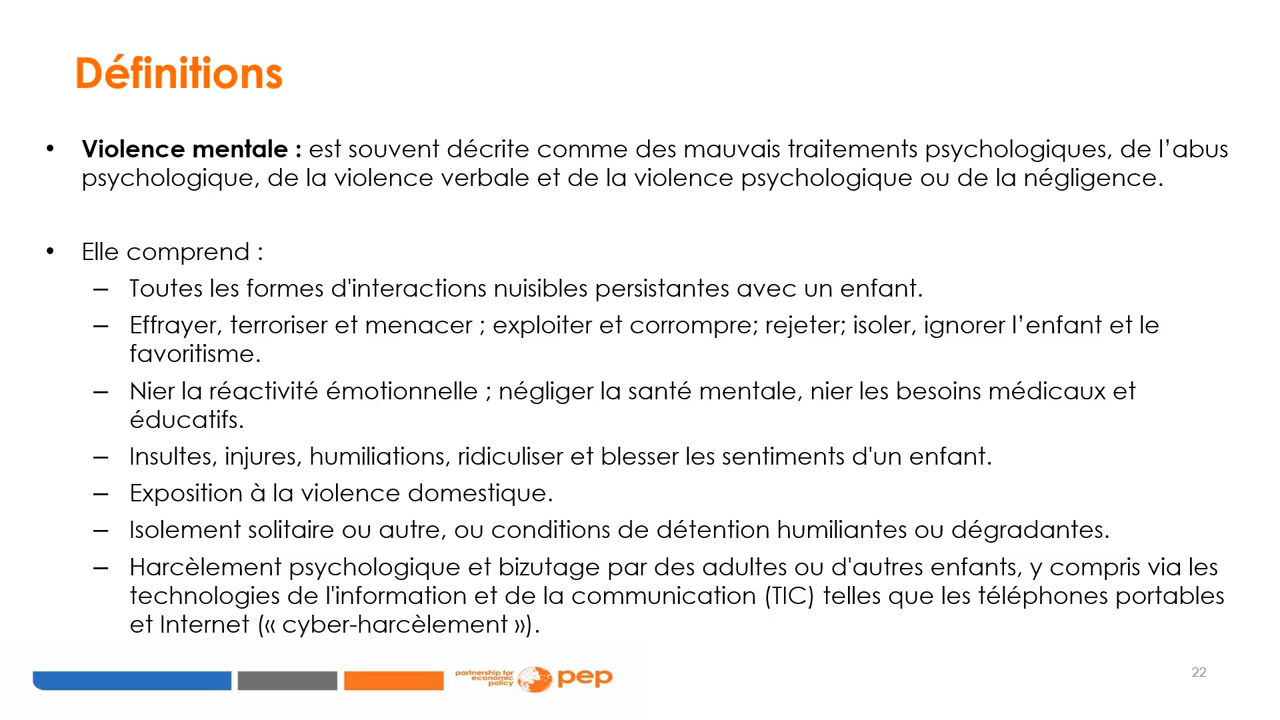 Définitions
• Violence mentale : est souvent décrite comme des mauvais traitements psychologiques, de l’abus
psychologique, de la violence verbale et de la violence psychologique ou de la négligence.
• Elle comprend :
– Toutes les formes d'interactions nuisibles persistantes avec un enfant.
– Effrayer, terroriser et menacer ; exploiter et corrompre; rejeter; isoler, ignorer l’enfant et le
favoritisme.
– Nier la réactivité émotionnelle ; négliger la santé mentale, nier les besoins médicaux et
éducatifs.
– Insultes, injures, humiliations, ridiculiser et blesser les sentiments d'un enfant.
– Exposition à la violence domestique.
– Isolement solitaire ou autre, ou conditions de détention humiliantes ou dégradantes.
– Harcèlement psychologique et bizutage par des adultes ou d'autres enfants, y compris via les
technologies de l'information et de la communication (TIC) telles que les téléphones portables
et Internet (« cyber-harcèlement »).
partnership for
economic
policy
pep
22